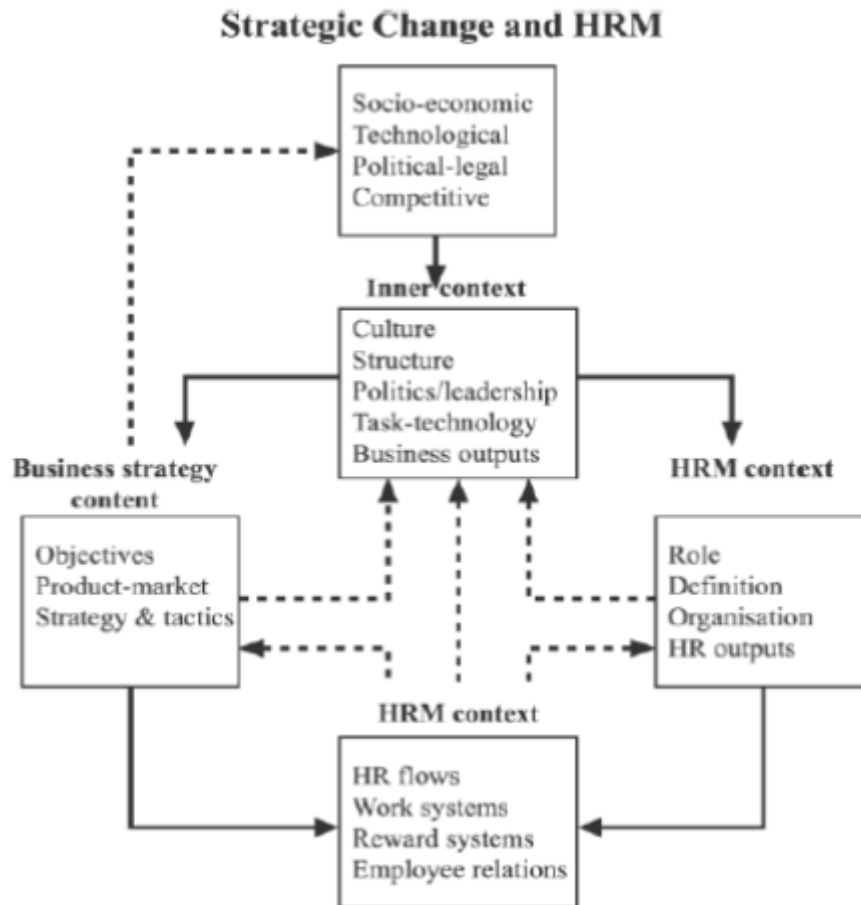 Strategic Change and HRM
Socio-economic
Technological
Political-legal
Competitive
Inner context
Culture
Structure
Politics/leadership
Task-technology
Business outputs
Business strategy
content
Objectives
Product-market
Strategy & tactics
HRM context
Role
Definition
Organisation
HR outputs
HRM context
HR flows
Work systems
Reward systems
Employee relations